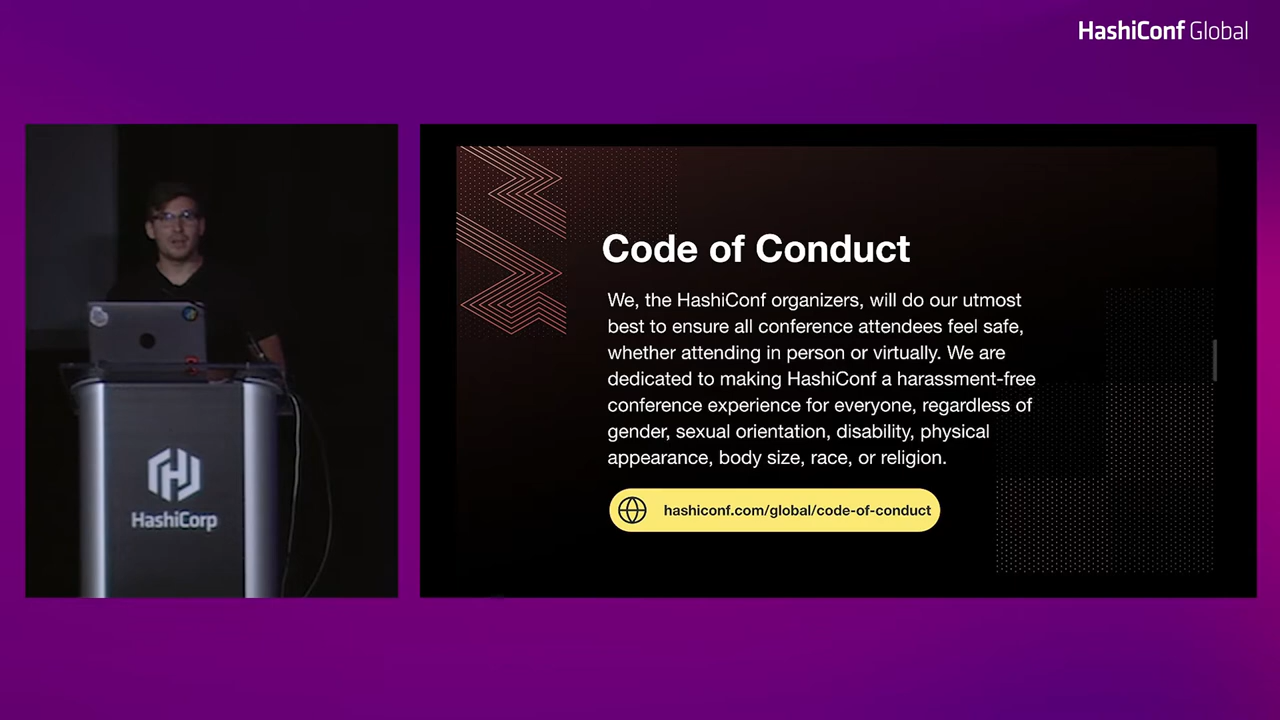 HashiConf Global
Code of Conduct
We, the HashiConf organizers, will do our utmost
best to ensure all conference attendees feel safe,
whether attending in person or virtually. We are
dedicated to making HashiConf a harassment-free
conference experience for everyone, regardless of
gender, sexual orientation, disability, physical
appearance, body size, race, or religion.
hashiconf.com/global/code-of-conduct
HashiCorp